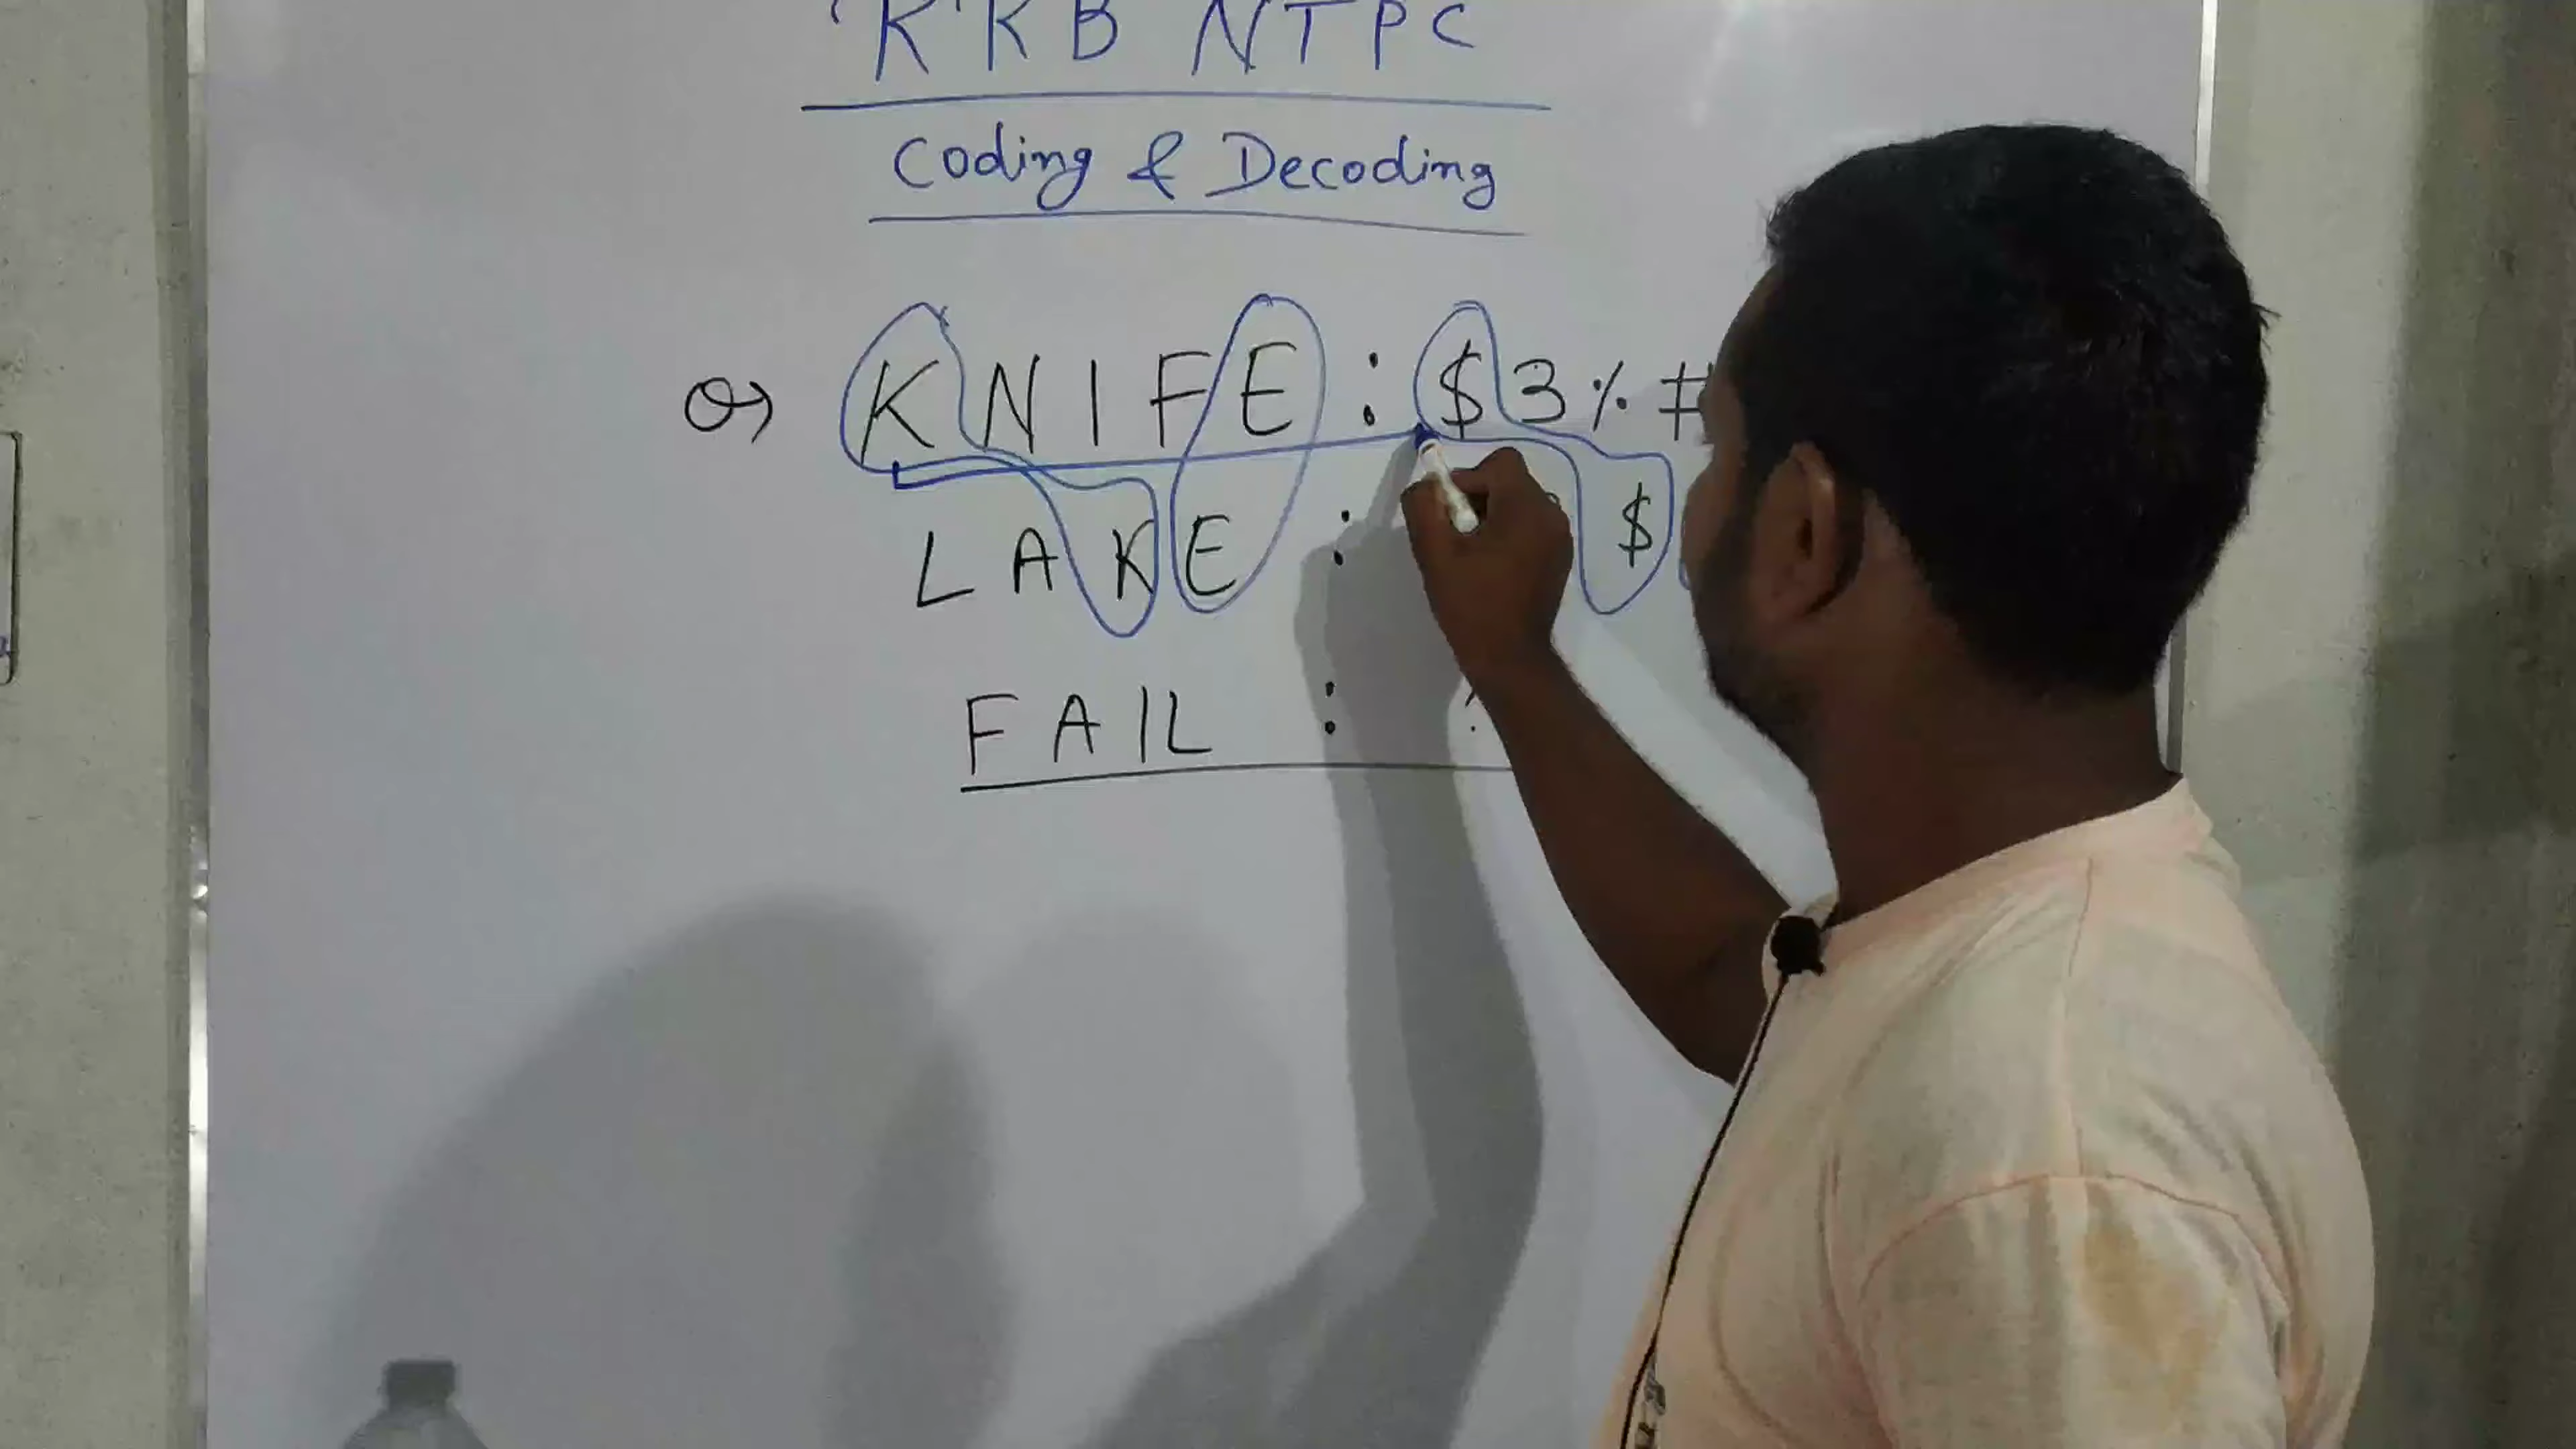 RRB NTPC
Coding & Decoding
Q) KNIFE : $3%#
LAKE : $
FAIL : ?